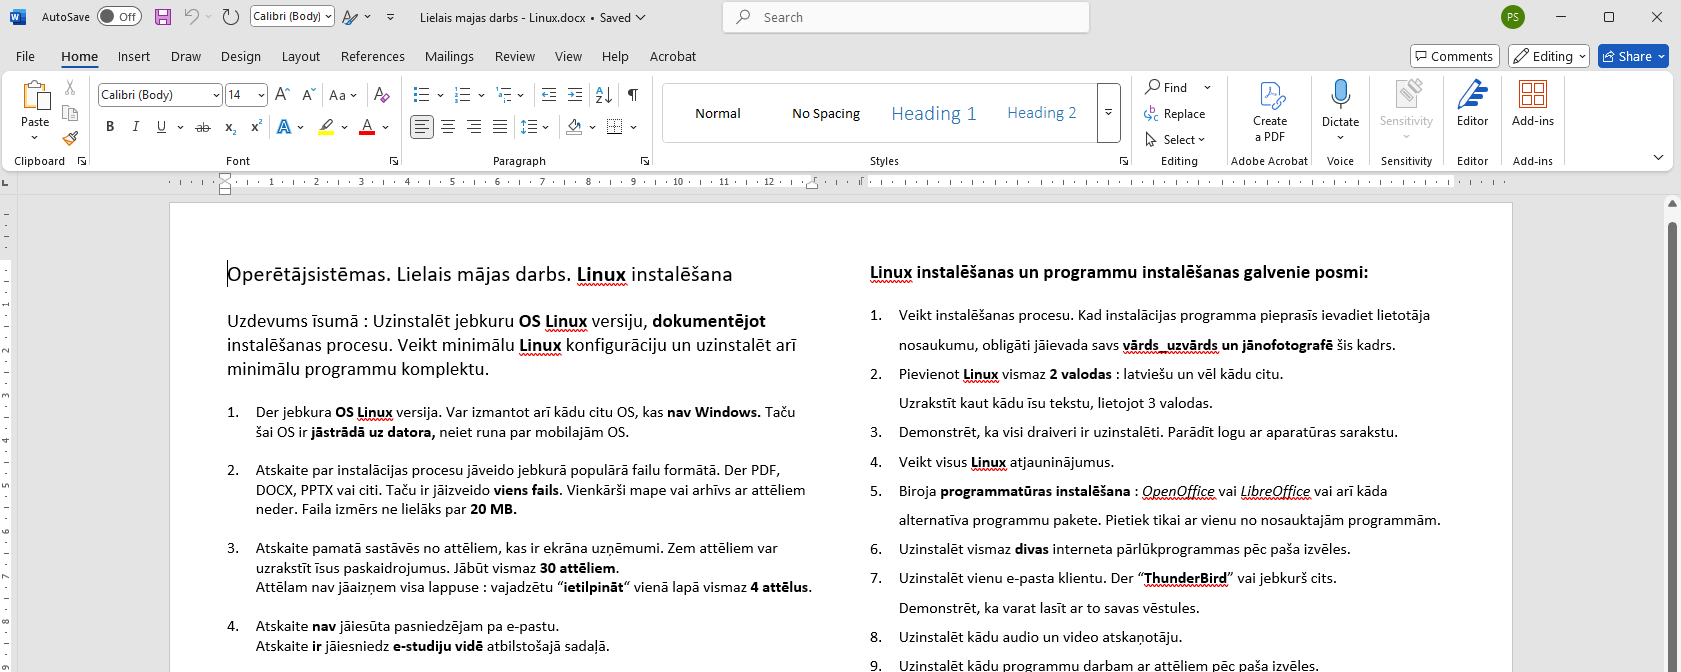 AutoSave Off Calibri (Body) Lielais majas darbs - Linux.docx • Saved Search PS
File Home Insert Draw Design Layout References Mailings Review View Help Acrobat Comments Editing Share
Paste
Clipboard
Calibri (Body) 14 Aa
B I U ab x₂ x² A A
Font
Paragraph
Normal No Spacing Heading 1 Heading 2
Styles
Find
Replace
Select
Editing
Create
a PDF
Adobe Acrobat
Dictate
Voice
Sensitivity
Sensitivity
Editor
Editor
Add-ins
Add-ins
1 2 3 4 5 6 7 8 9 10 11 12
Operētājsistēmas. Lielais mājas darbs. Linux instalēšana
Uzdevums īsumā : Uzinstalēt jebkuru OS Linux versiju, dokumentējot
instalēšanas procesu. Veikt minimālu Linux konfigurāciju un uzinstalēt arī
minimālu programmu komplektu.
1. Der jebkura OS Linux versija. Var izmantot arī kādu citu OS, kas nav Windows. Taču
šai OS ir jāstrādā uz datora, neiet runa par mobilajām OS.
2. Atskaite par instalācijas procesu jāveido jebkurā populārā failu formātā. Der PDF,
DOCX, PPTX vai citi. Taču ir jāizveido viens fails. Vienkārši mape vai arhīvs ar attēliem
neder. Faila izmērs ne lielāks par 20 MB.
3. Atskaite pamatā sastāvēs no attēliem, kas ir ekrāna uzņēmumi. Zem attēliem var
uzrakstīt īsus paskaidrojumus. Jābūt vismaz 30 attēliem.
Attēlam nav jāaizņem visa lappuse : vajadzētu “ietilpināt“ vienā lapā vismaz 4 attēlus.
4. Atskaite nav jāiesūta pasniedzējam pa e-pastu.
Atskaite ir jāiesniedz e-studiju vidē atbilstošajā sadaļā.
Linux instalēšanas un programmu instalēšanas galvenie posmi:
1. Veikt instalēšanas procesu. Kad instalācijas programma pieprasīs ievadiet lietotāja
nosaukumu, obligāti jāievada savs vārds_uzvārds un jānofotografē šis kadrs.
2. Pievienot Linux vismaz 2 valodas : latviešu un vēl kādu citu.
Uzrakstīt kaut kādu īsu tekstu, lietojot 3 valodas.
3. Demonstrēt, ka visi draiveri ir uzinstalēti. Parādīt logu ar aparatūras sarakstu.
4. Veikt visus Linux atjauninājumus.
5. Biroja programmatūras instalēšana : OpenOffice vai LibreOffice vai arī kāda
alternatīva programmu pakete. Pietiek tikai ar vienu no nosauktajām programmām.
6. Uzinstalēt vismaz divas interneta pārlūkprogrammas pēc paša izvēles.
7. Uzinstalēt vienu e-pasta klientu. Der “ThunderBird” vai jebkurš cits.
Demonstrēt, ka varat lasīt ar to savas vēstules.
8. Uzinstalēt kādu audio un video atskaņotāju.
9. Uzinstalēt kādu programmu darbam ar attēliem pēc paša izvēles.